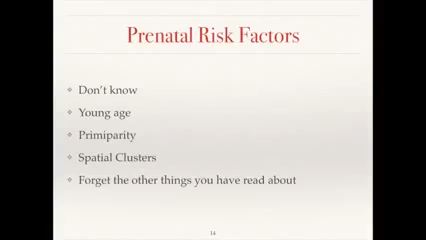 Prenatal Risk Factors
Don't know
Young age
Primiparity
Spatial Clusters
Forget the other things you have read about
14